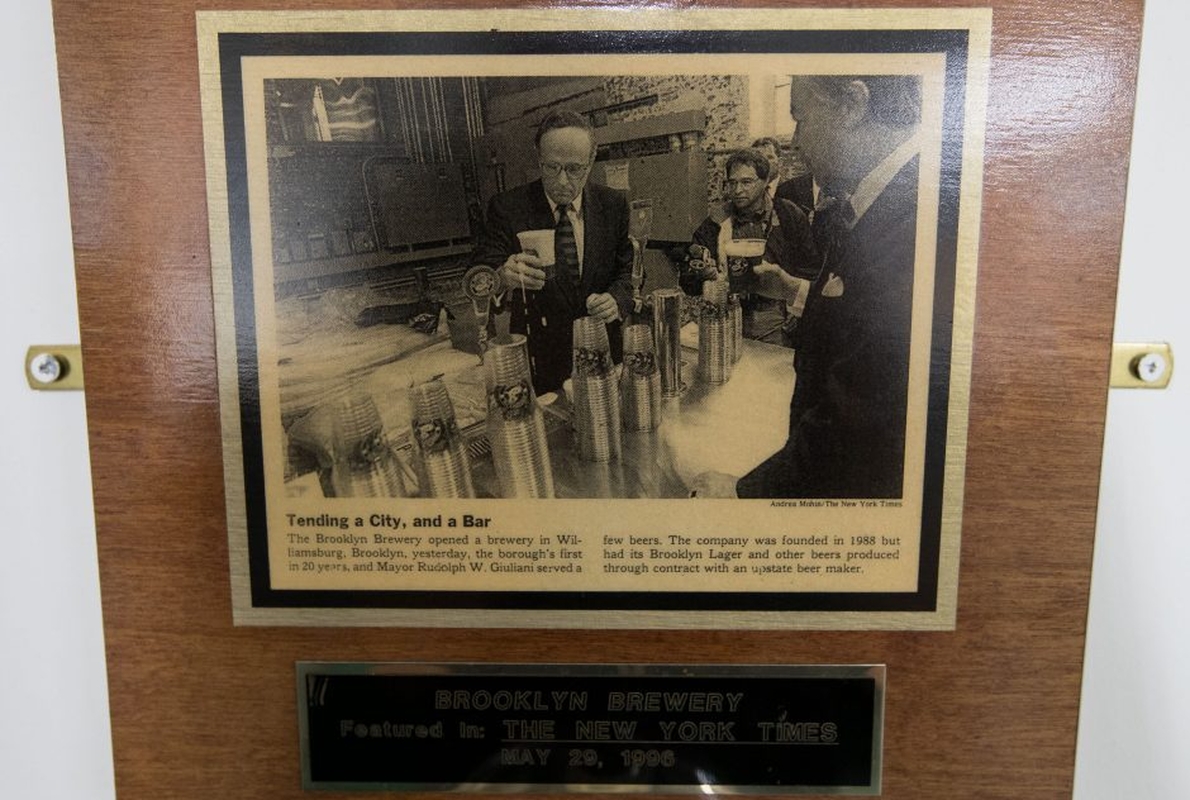 Andrea Mohin/The New York Times
Tending a City, and a Bar
The Brooklyn Brewery opened a brewery in Wil-
liamsburg, Brooklyn, yesterday, the borough's first
in 20 years, and Mayor Rudolph W. Giuliani served a
few beers. The company was founded in 1988 but
had its Brooklyn Lager and other beers produced
through contract with an upstate beer maker.
BROOKLYN BREWERY
Featured in: THE NEW YORK TIMES
MAY 29, 1996